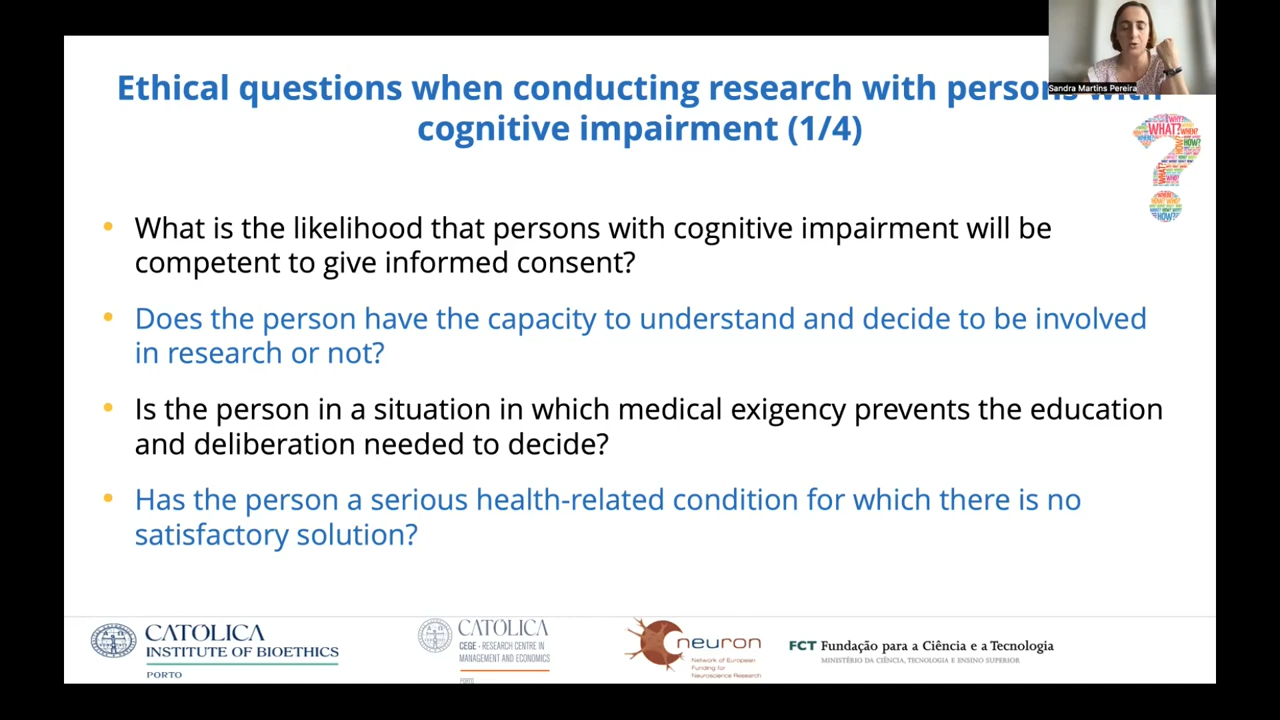 Sandra Martins Pereira
Ethical questions when conducting research with persons with
cognitive impairment (1/4)
WHAT?
WHEN?
HOW?
HOW?
What is the likelihood that persons with cognitive impairment will be
competent to give informed consent?
Does the person have the capacity to understand and decide to be involved
in research or not?
Is the person in a situation in which medical exigency prevents the education
and deliberation needed to decide?
Has the person a serious health-related condition for which there is no
satisfactory solution?
CATOLICA
INSTITUTE OF BIOETHICS
PORTO
CATOLICA
CEGE - RESEARCH CENTRE IN
MANAGEMENT AND ECONOMICS
PORTO
neuron
Network of European
Funding for
Neuroscience Research
FCT Fundação para a Ciência e a Tecnologia
MINISTÉRIO DA CIÊNCIA, TECNOLOGIA E ENSINO SUPERIOR